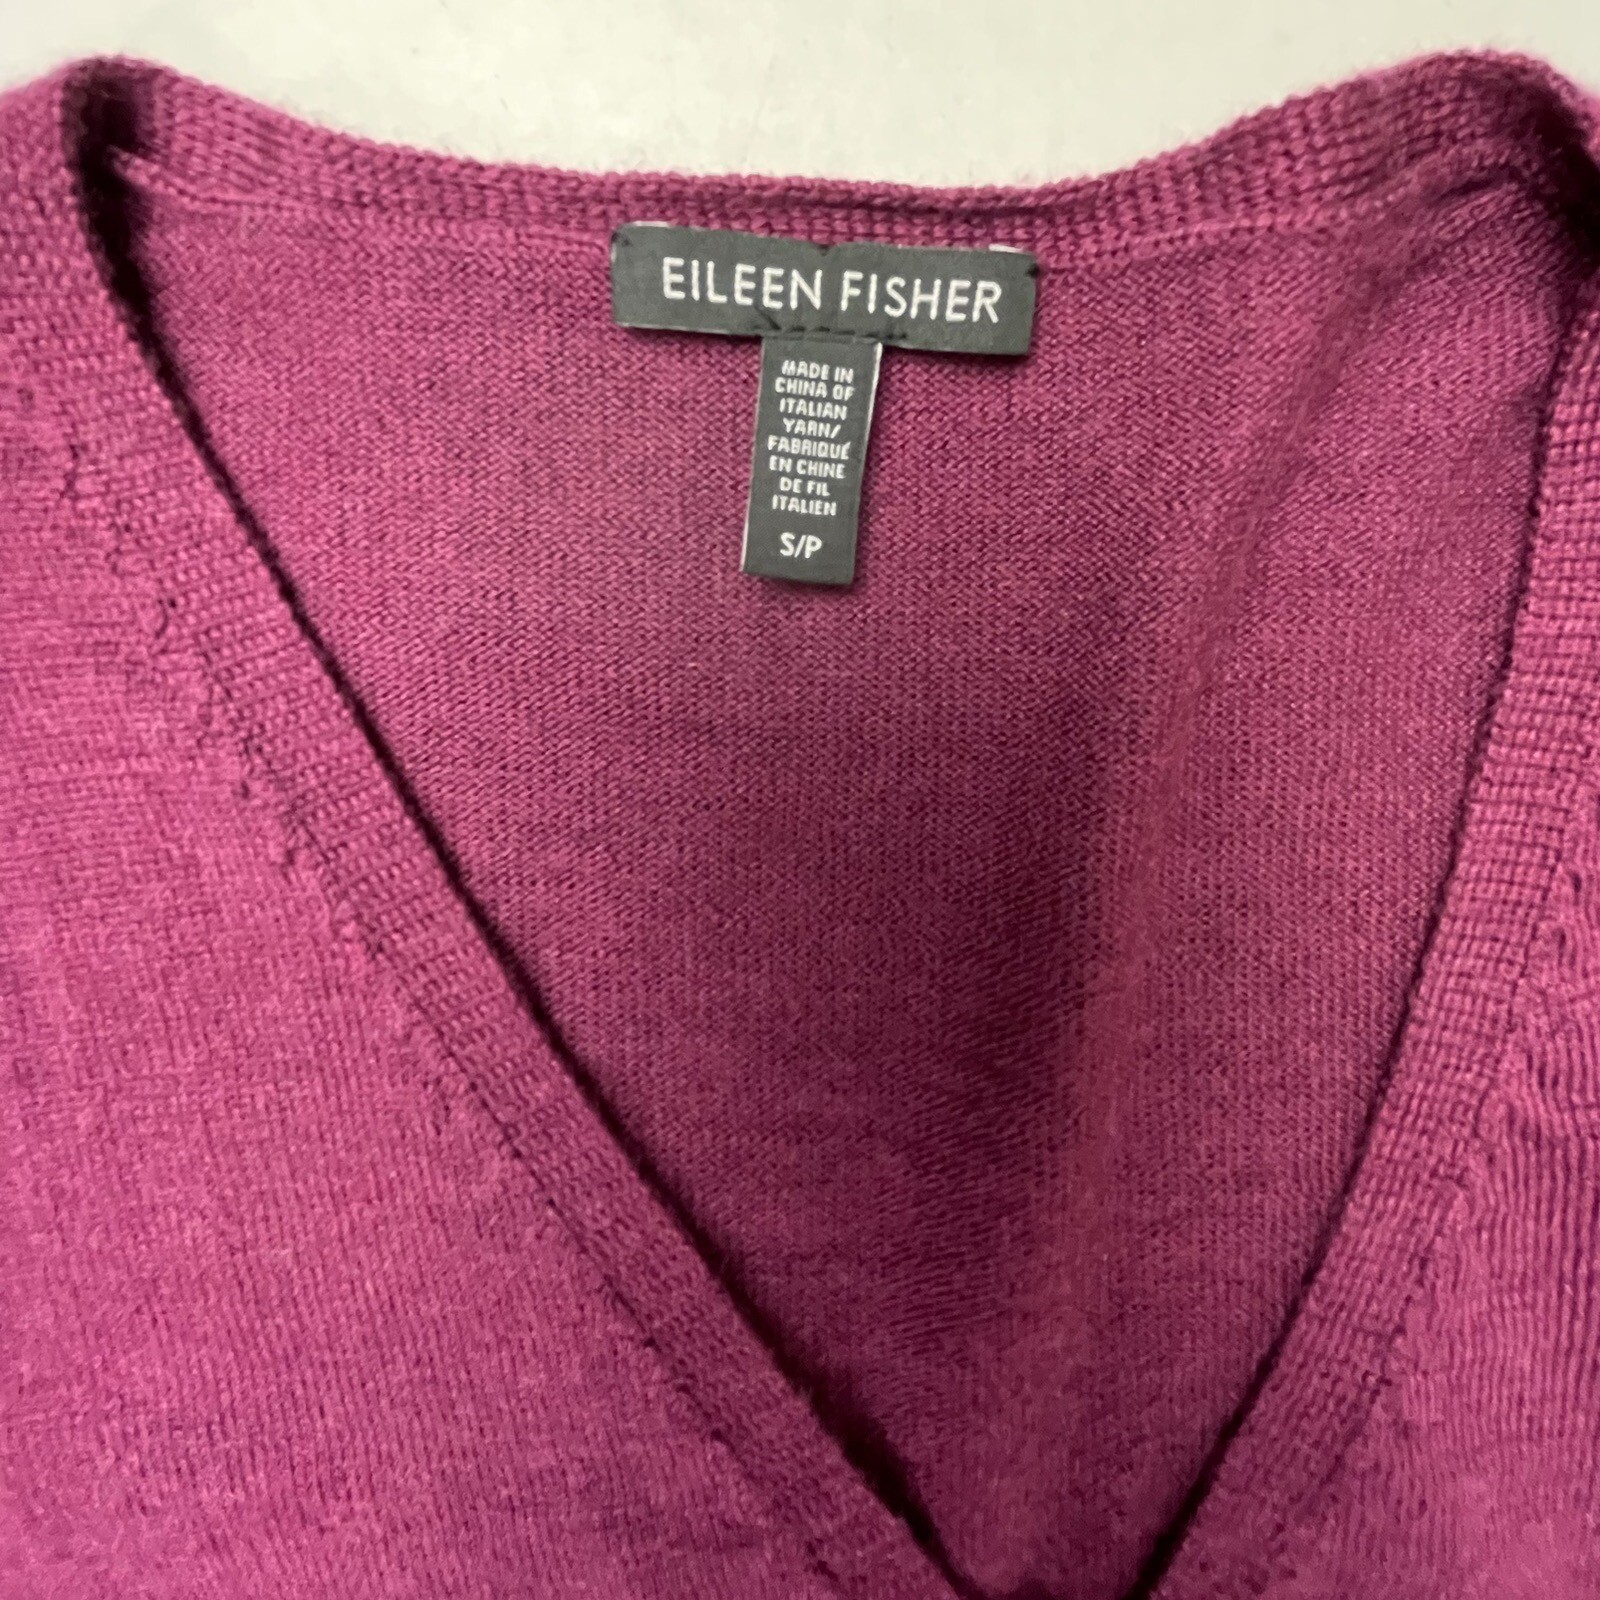 EILEEN FISHER
MADE IN
CHINA OF
ITALIAN
YARN/
FABRIQUÉ
EN CHINE
DE FIL
ITALIEN
S/P